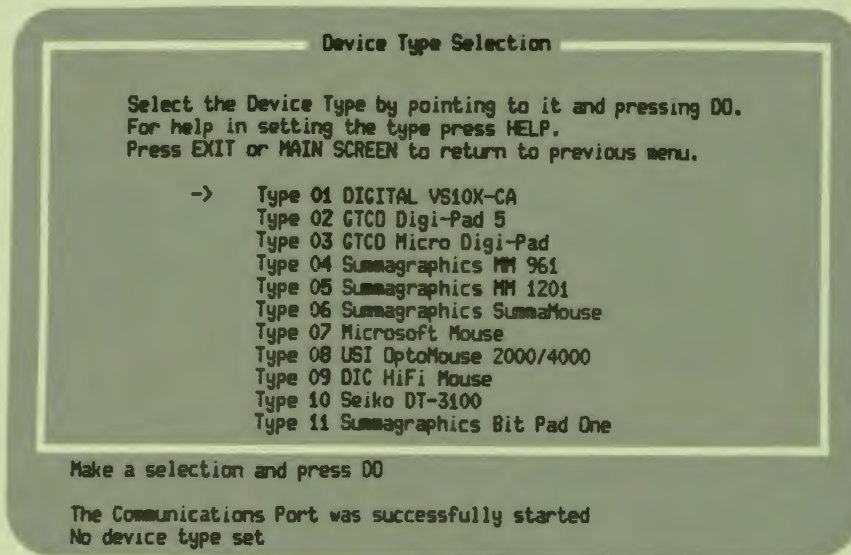 Device Type Selection
Select the Device Type by pointing to it and pressing DO.
For help in setting the type press HELP.
Press EXIT or MAIN SCREEN to return to previous menu.
-> Type 01 DIGITAL VS10X-CA
Type 02 GTCO Digi-Pad 5
Type 03 GTCO Micro Digi-Pad
Type 04 Summagraphics MM 961
Type 05 Summagraphics MM 1201
Type 06 Summagraphics SummaMouse
Type 07 Microsoft Mouse
Type 08 USI OptoMouse 2000/4000
Type 09 DIC HiFi Mouse
Type 10 Seiko DT-3100
Type 11 Summagraphics Bit Pad One
Make a selection and press DO
The Communications Port was successfully started
No device type set